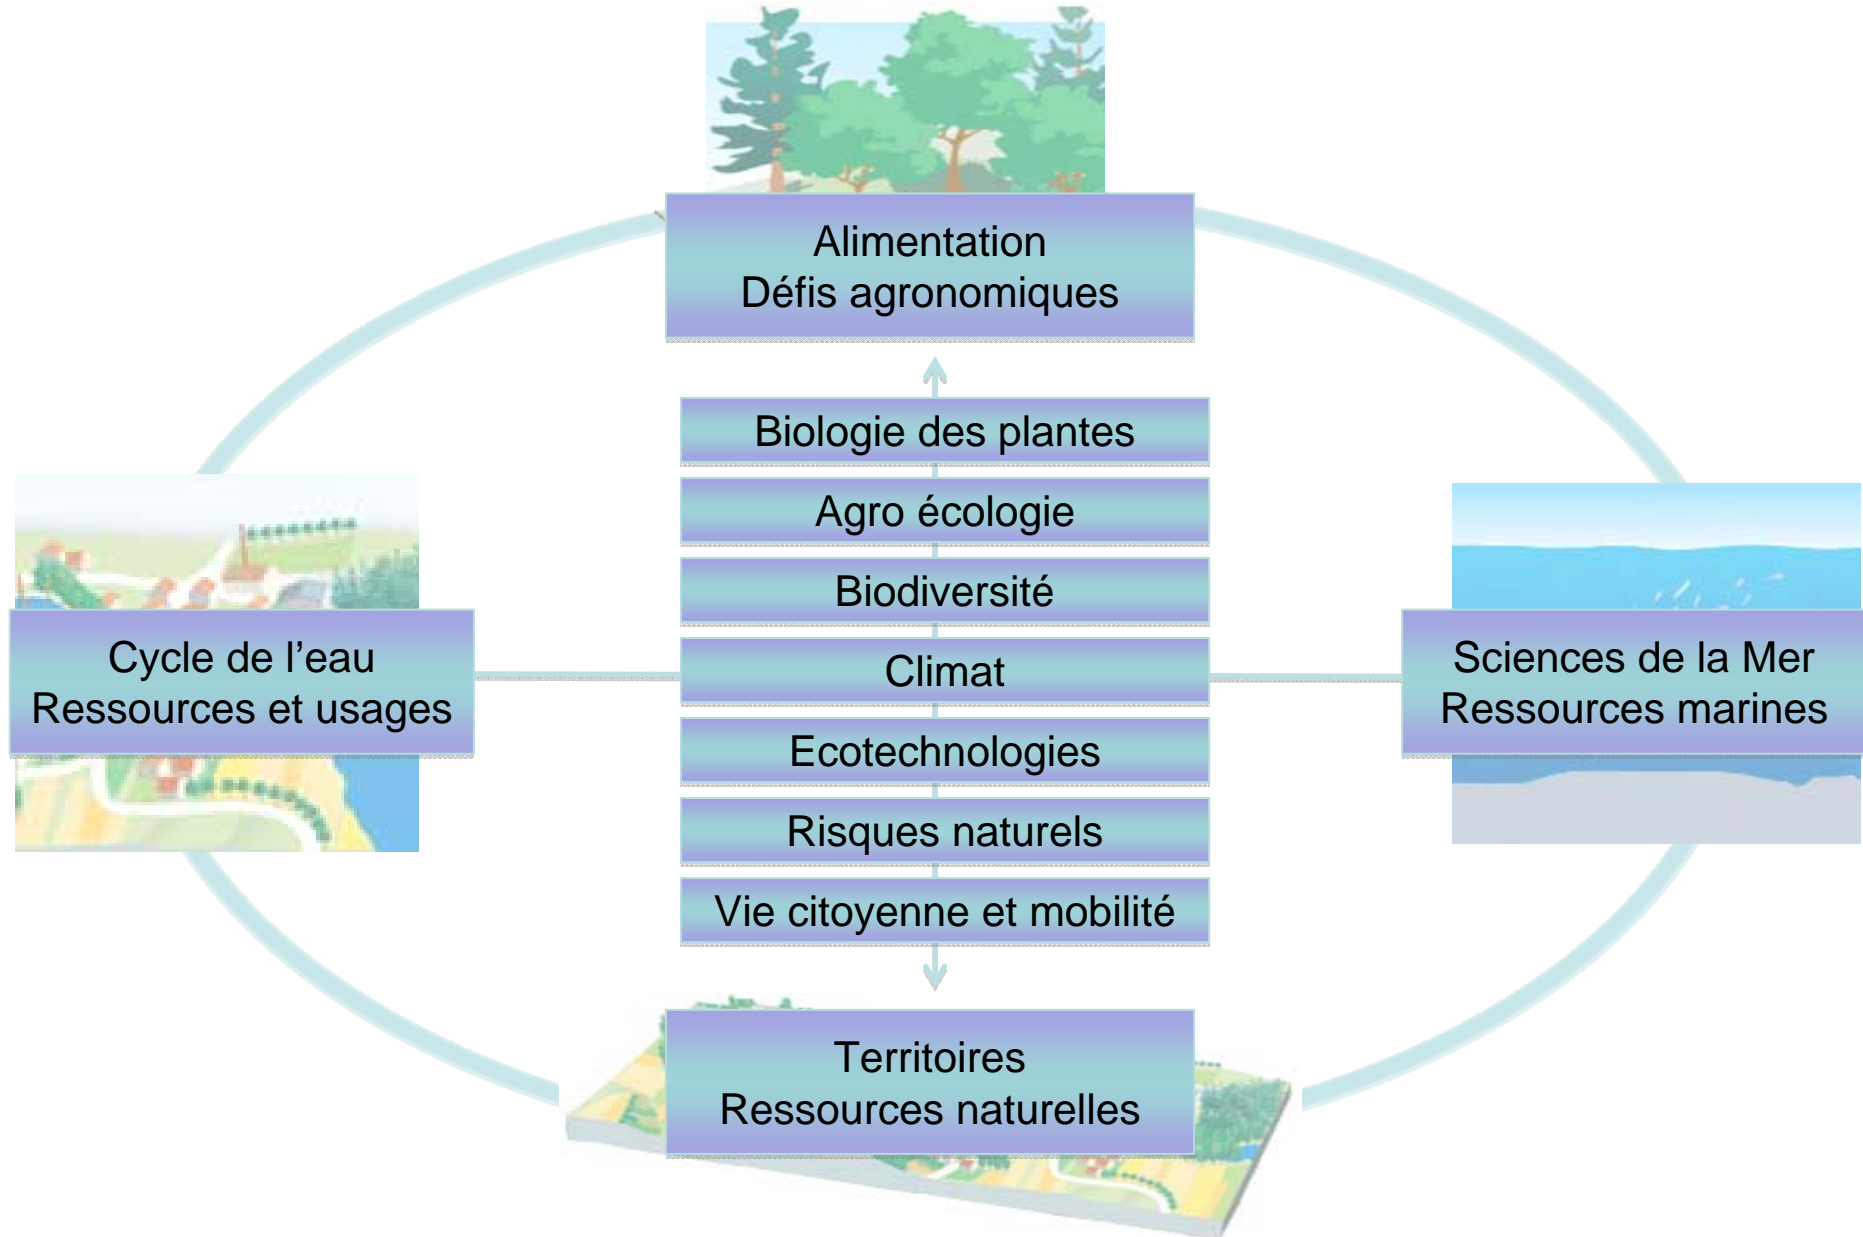 Alimentation
Défis agronomiques
Biologie des plantes
Agro écologie
Biodiversité
Cycle de l’eau
Ressources et usages
Climat
Sciences de la Mer
Ressources marines
Ecotechnologies
Risques naturels
Vie citoyenne et mobilité
Territoires
Ressources naturelles